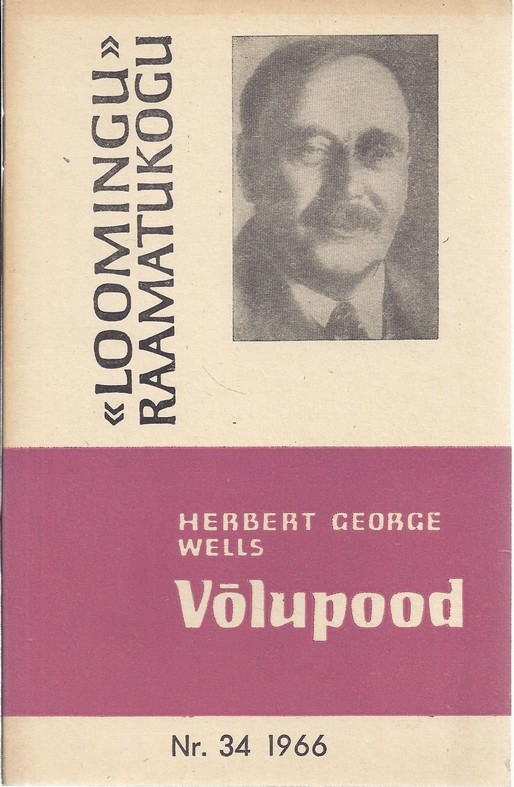 «LOOMINGU»
RAAMATUKOGU
HERBERT GEORGE
WELLS
Võlupood
Nr. 34 1966